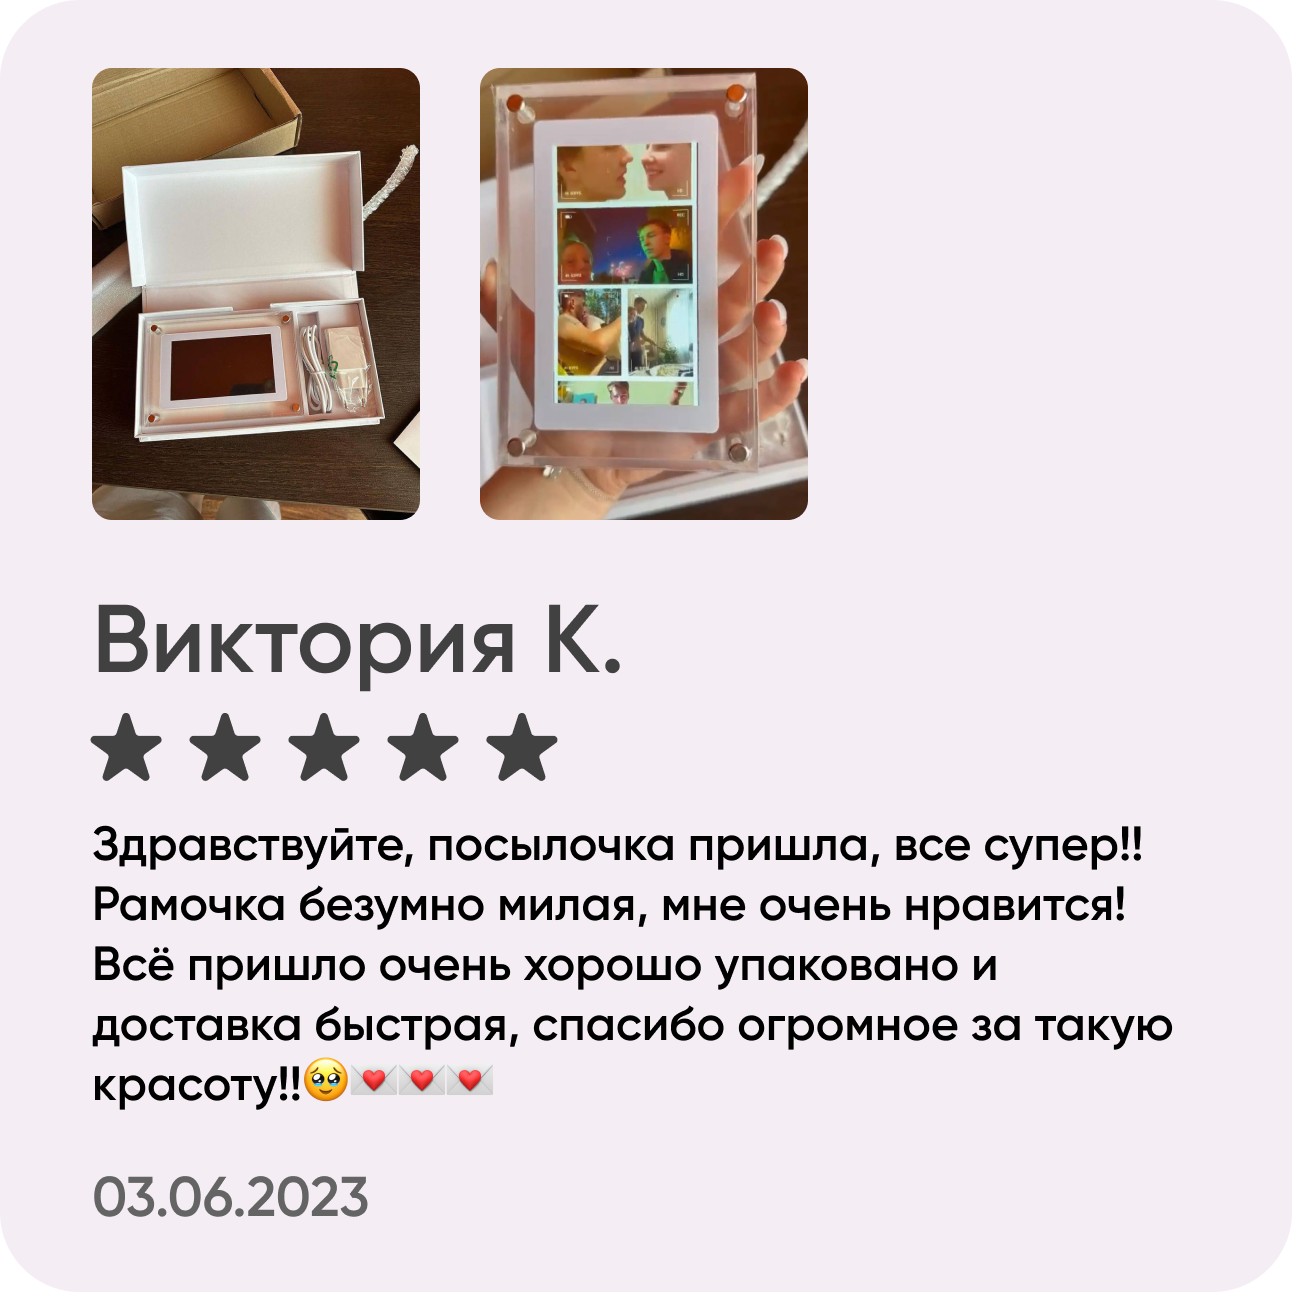 Виктория К.
Здравствуйте, посылочка пришла, все супер!!
Рамочка безумно милая, мне очень нравится!
Всё пришло очень хорошо упаковано и
доставка быстрая, спасибо огромное за такую
красоту!!🥹💌💌💌
03.06.2023